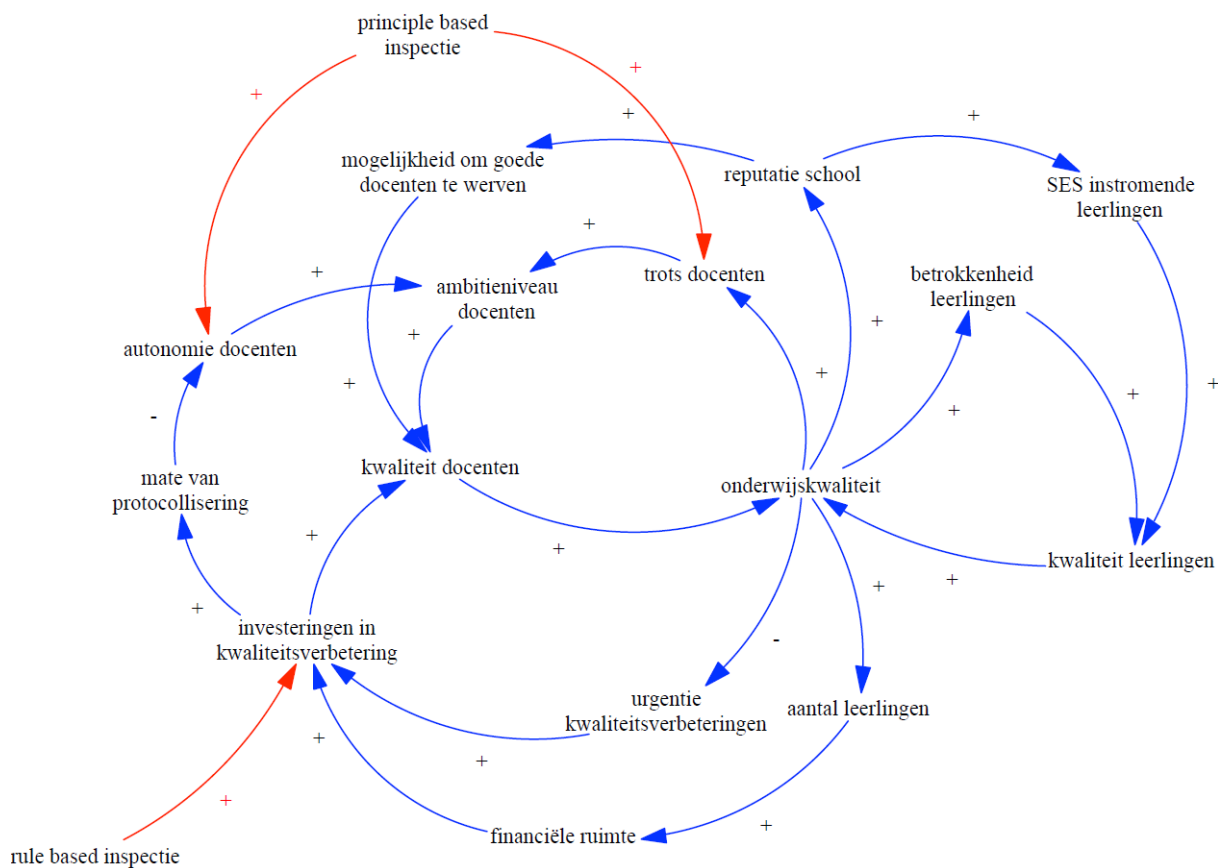 principle based
inspectie
+
+
+
+
mogelijkheid om goede
docenten te werven
reputatie school
SES instromende
leerlingen
+
+
ambitieniveau
docenten
trots docenten
betrokkenheid
leerlingen
autonomie docenten
+
+
+
+
+
+
+
-
mate van
protocollisering
kwaliteit docenten
onderwijskwaliteit
+
+
kwaliteit leerlingen
+
+
+
investeringen in
kwaliteitsverbetering
-
urgentie
kwaliteitsverbeteringen
aantal leerlingen
+
+
+
+
financiële ruimte
rule based inspectie